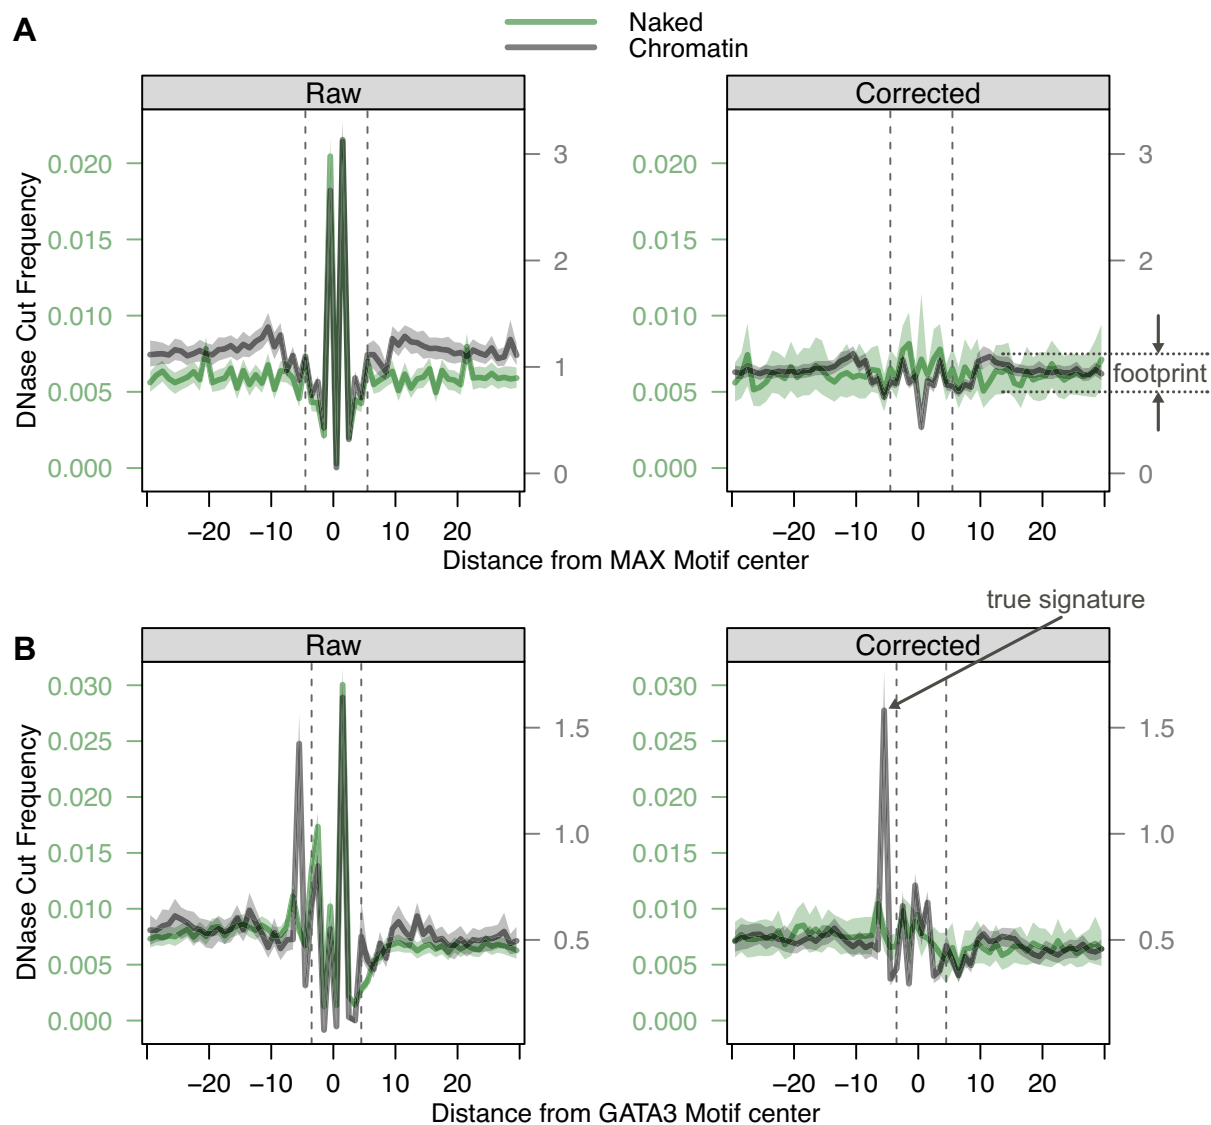 A
Naked
Chromatin
Raw
Corrected
DNase Cut Frequency
0.020
0.015
0.010
0.005
0.000
3
2
1
0
0.020
0.015
0.010
0.005
0.000
3
2
1
0
footprint
−20 −10 0 10 20
−20 −10 0 10 20
Distance from MAX Motif center
true signature
B
Raw
Corrected
DNase Cut Frequency
0.030
0.025
0.020
0.015
0.010
0.005
0.000
1.5
1.0
0.5
0.030
0.025
0.020
0.015
0.010
0.005
0.000
1.5
1.0
0.5
−20 −10 0 10 20
−20 −10 0 10 20
Distance from GATA3 Motif center